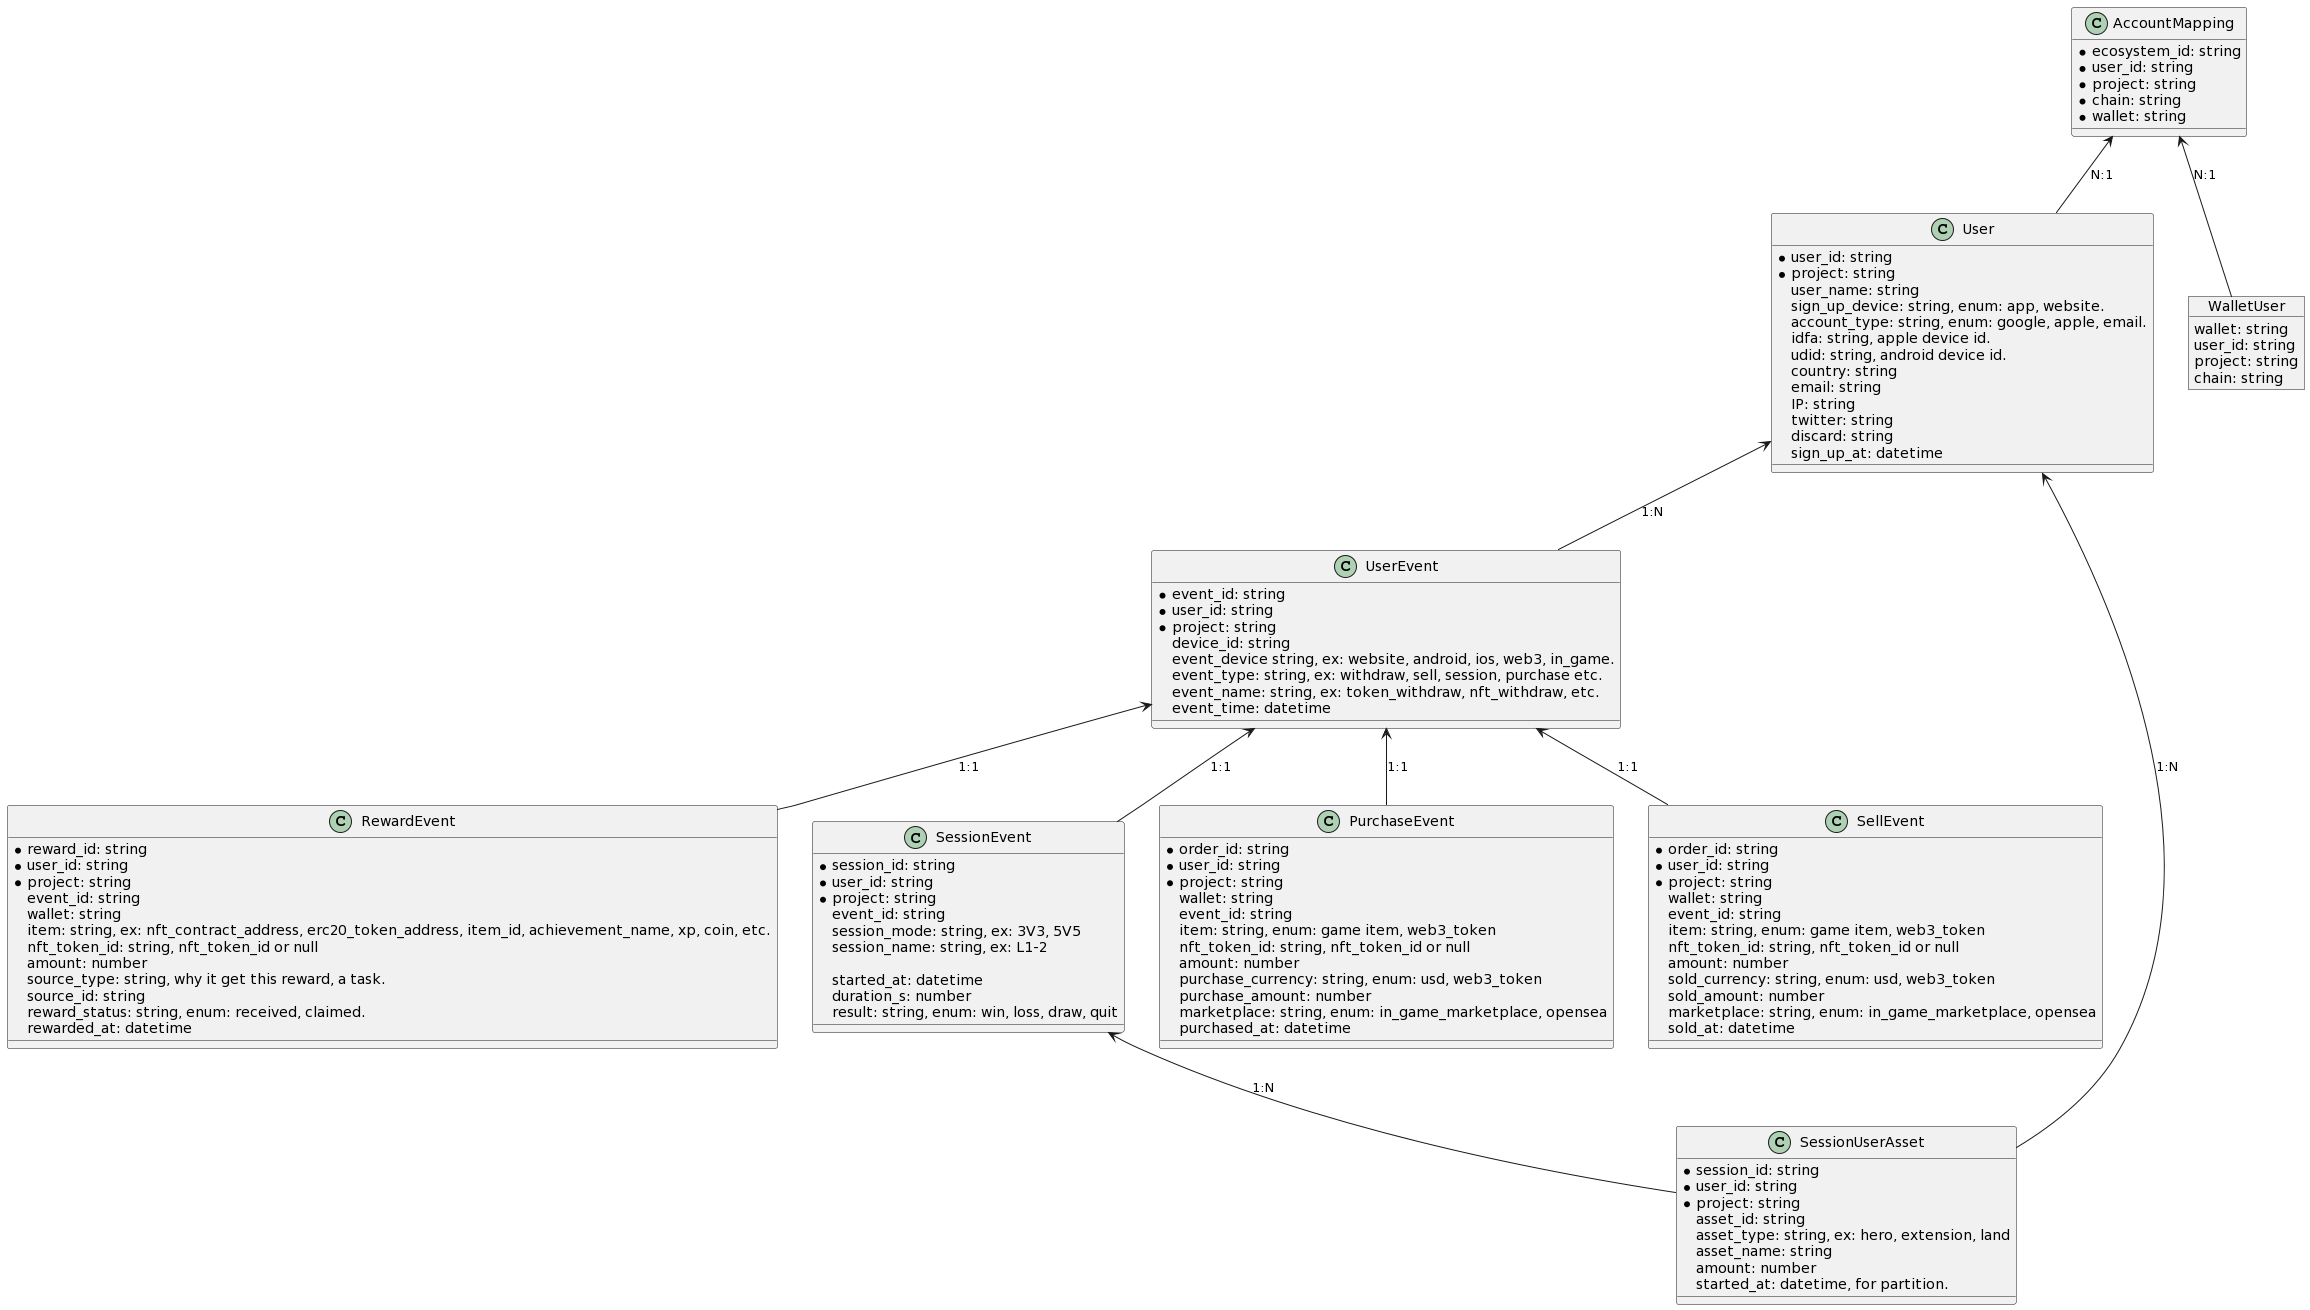 C AccountMapping
ecosystem_id: string
user_id: string
project: string
chain: string
wallet: string
N:1
N:1
C User
user_id: string
project: string
user_name: string
sign_up_device: string, enum: app, website.
account_type: string, enum: google, apple, email.
idfa: string, apple device id.
udid: string, android device id.
country: string
email: string
IP: string
twitter: string
discard: string
sign_up_at: datetime
WalletUser
wallet: string
user_id: string
project: string
chain: string
1:N
C UserEvent
event_id: string
user_id: string
project: string
device_id: string
event_device string, ex: website, android, ios, web3, in_game.
event_type: string, ex: withdraw, sell, session, purchase etc.
event_name: string, ex: token_withdraw, nft_withdraw, etc.
event_time: datetime
1:1
1:1
1:1
1:1
1:N
C RewardEvent
reward_id: string
user_id: string
project: string
event_id: string
wallet: string
item: string, ex: nft_contract_address, erc20_token_address, item_id, achievement_name, xp, coin, etc.
nft_token_id: string, nft_token_id or null
amount: number
source_type: string, why it get this reward, a task.
source_id: string
reward_status: string, enum: received, claimed.
rewarded_at: datetime
C SessionEvent
session_id: string
user_id: string
project: string
event_id: string
session_mode: string, ex: 3V3, 5V5
session_name: string, ex: L1-2
started_at: datetime
duration_s: number
result: string, enum: win, loss, draw, quit
C PurchaseEvent
order_id: string
user_id: string
project: string
wallet: string
event_id: string
item: string, enum: game item, web3_token
nft_token_id: string, nft_token_id or null
amount: number
purchase_currency: string, enum: usd, web3_token
purchase_amount: number
marketplace: string, enum: in_game_marketplace, opensea
purchased_at: datetime
C SellEvent
order_id: string
user_id: string
project: string
wallet: string
event_id: string
item: string, enum: game item, web3_token
nft_token_id: string, nft_token_id or null
amount: number
sold_currency: string, enum: usd, web3_token
sold_amount: number
marketplace: string, enum: in_game_marketplace, opensea
sold_at: datetime
1:N
C SessionUserAsset
session_id: string
user_id: string
project: string
asset_id: string
asset_type: string, ex: hero, extension, land
asset_name: string
amount: number
started_at: datetime, for partition.